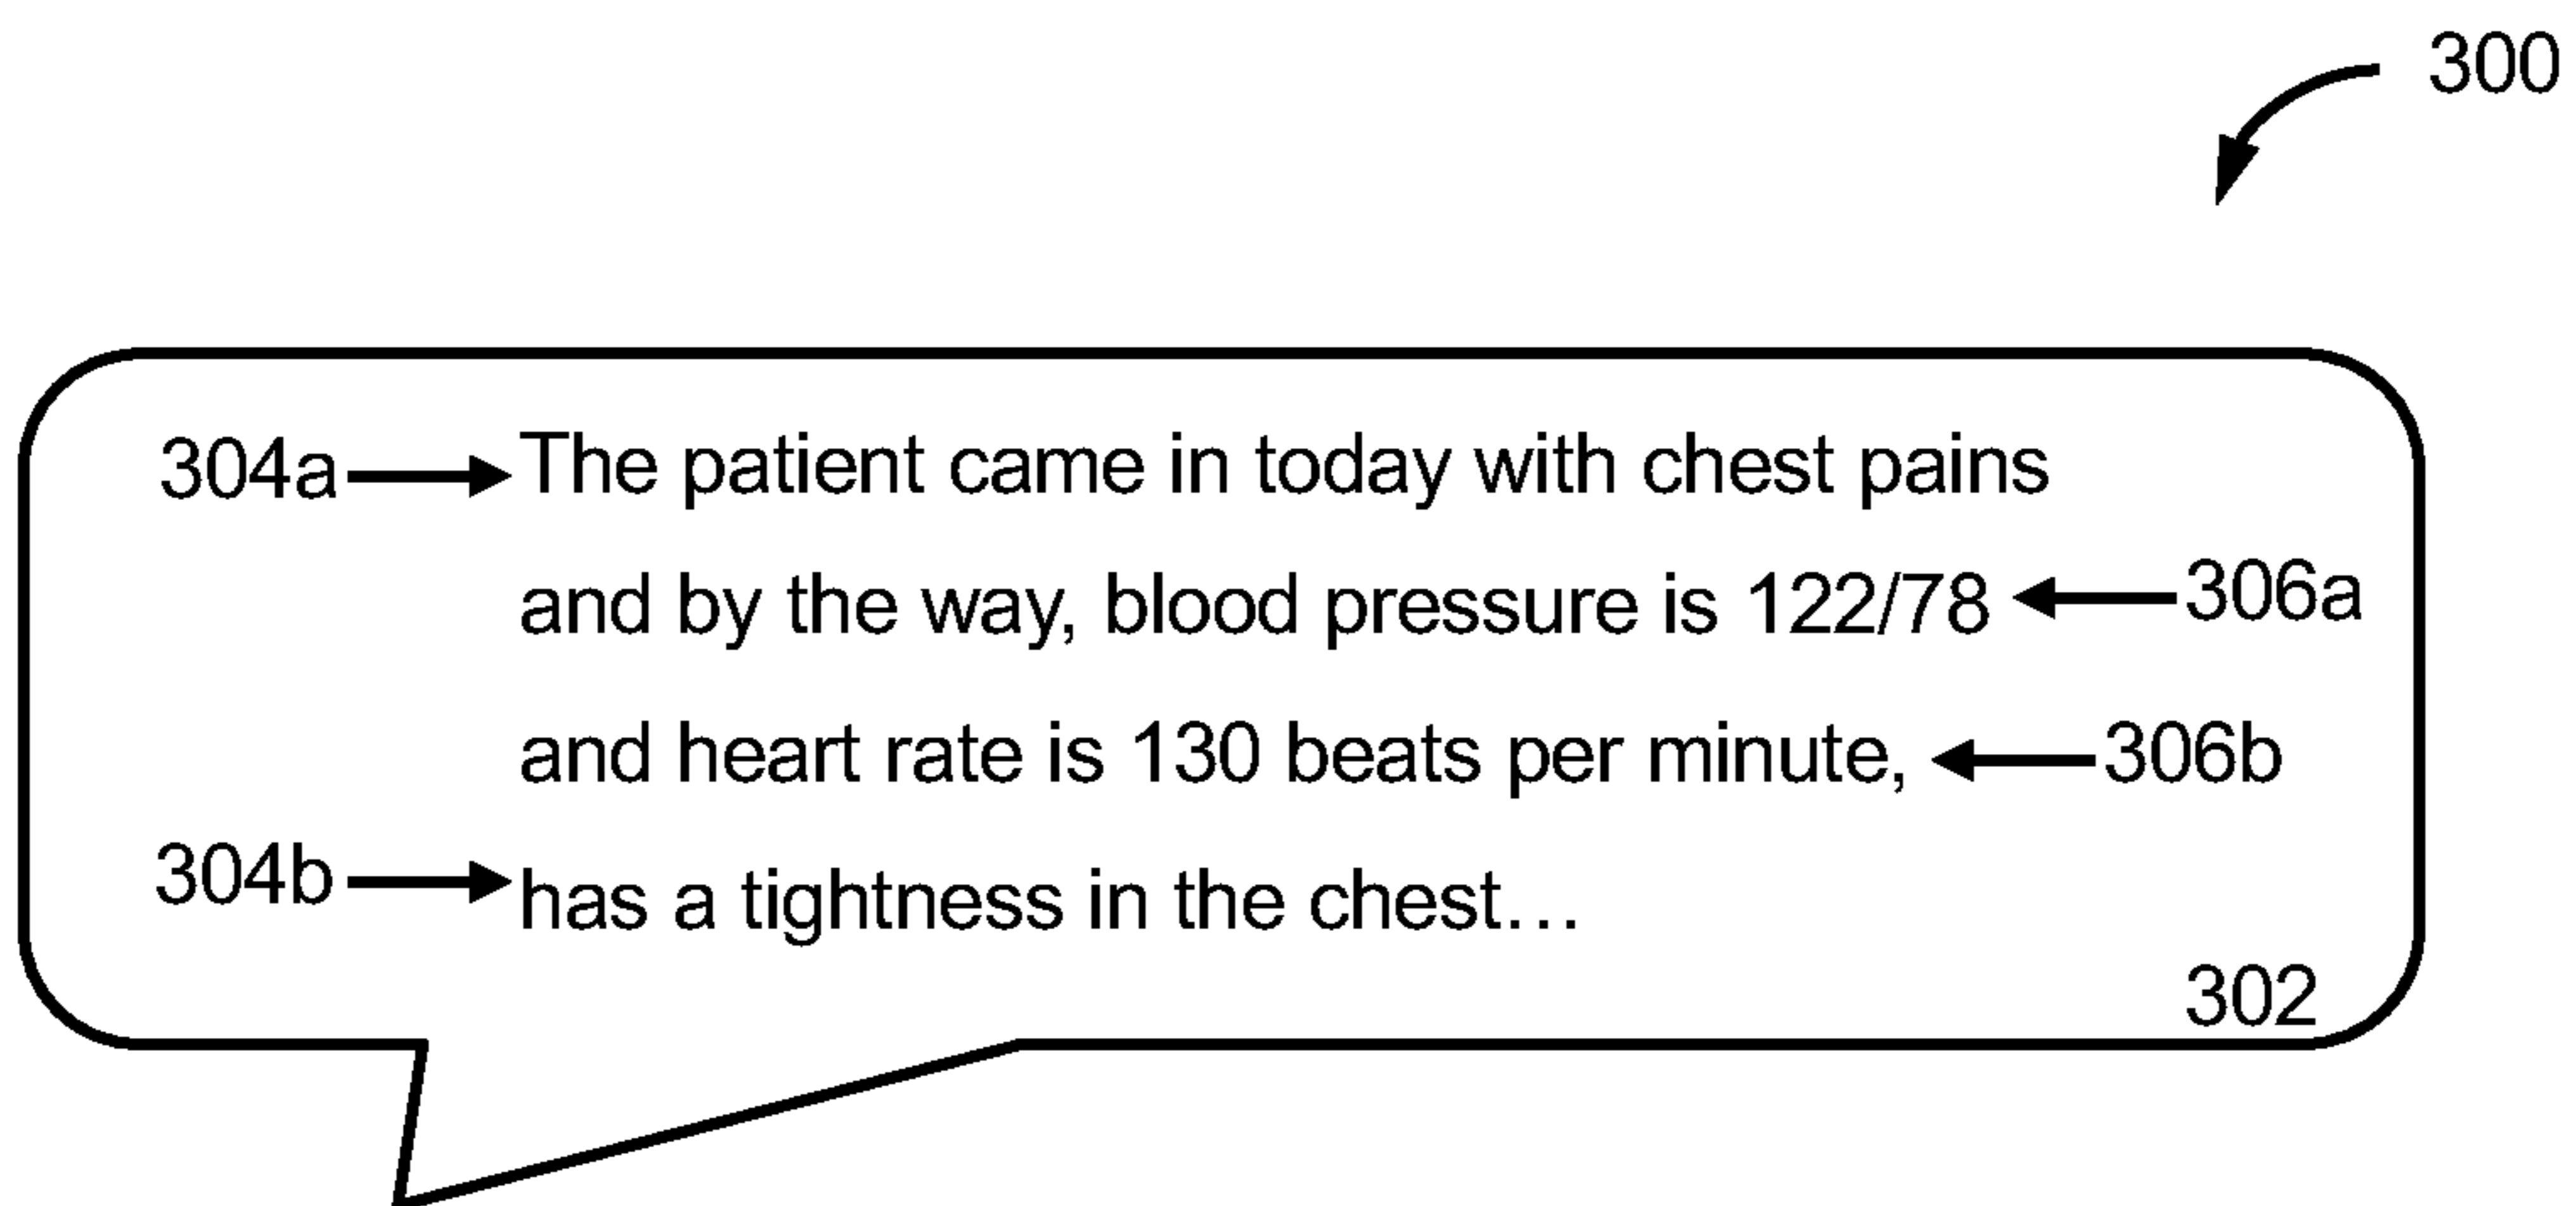 300
304a The patient came in today with chest pains
and by the way, blood pressure is 122/78 306a
and heart rate is 130 beats per minute, 306b
304b has a tightness in the chest…
302